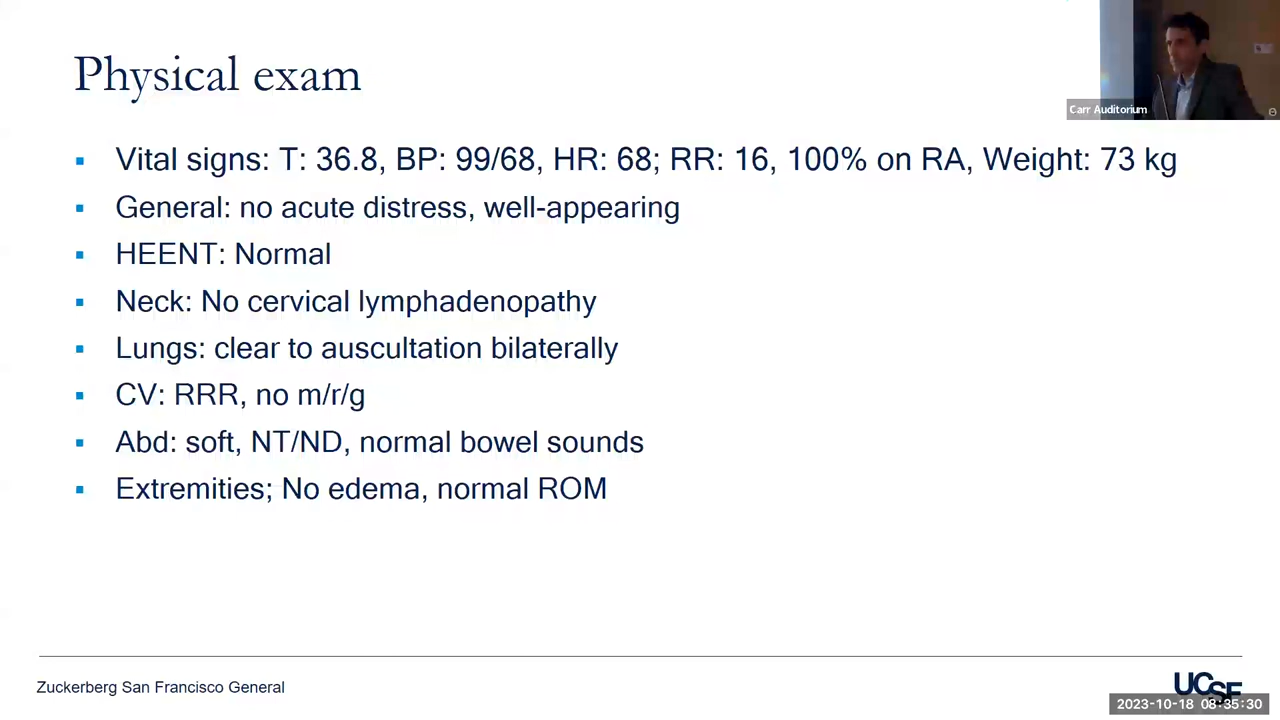 Physical exam
Carr Auditorium
Vital signs: T: 36.8, BP: 99/68, HR: 68; RR: 16, 100% on RA, Weight: 73 kg
General: no acute distress, well-appearing
HEENT: Normal
Neck: No cervical lymphadenopathy
Lungs: clear to auscultation bilaterally
CV: RRR, no m/r/g
Abd: soft, NT/ND, normal bowel sounds
Extremities; No edema, normal ROM
Zuckerberg San Francisco General
UCSF
2023-10-18 08:35:30